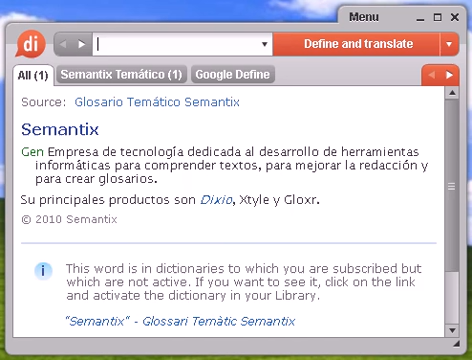 Menu
di
Define and translate
All (1)
Semantix Temático (1)
Google Define
Source: Glosario Temático Semantix
Semantix
Gen Empresa de tecnología dedicada al desarrollo de herramientas
informáticas para comprender textos, para mejorar la redacción y
para crear glosarios.
Su principales productos son Dixio, Xtyle y Gloxr.
© 2010 Semantix
i
This word is in dictionaries to which you are subscribed but
which are not active. If you want to see it, click on the link
and activate the dictionary in your Library.
"Semantix" - Glossari Temàtic Semantix